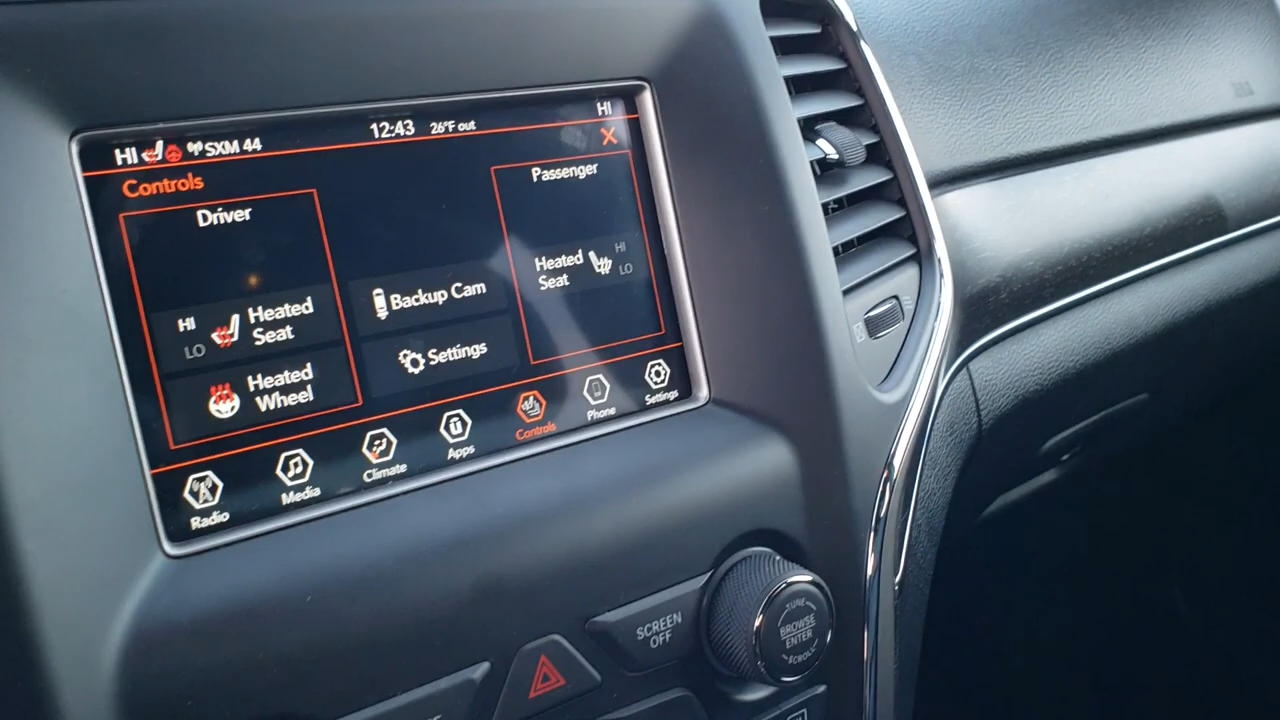 HI SXM 44 12:43 26°F out HI
Controls
Driver
HI
LO
Heated
Seat
Heated
Wheel
Backup Cam
Settings
Passenger
Heated
Seat
HI
LO
Radio
Media
Climate
Apps
Controls
Phone
Settings
SCREEN
OFF
TUNE
BROWSE
ENTER
SCROLL